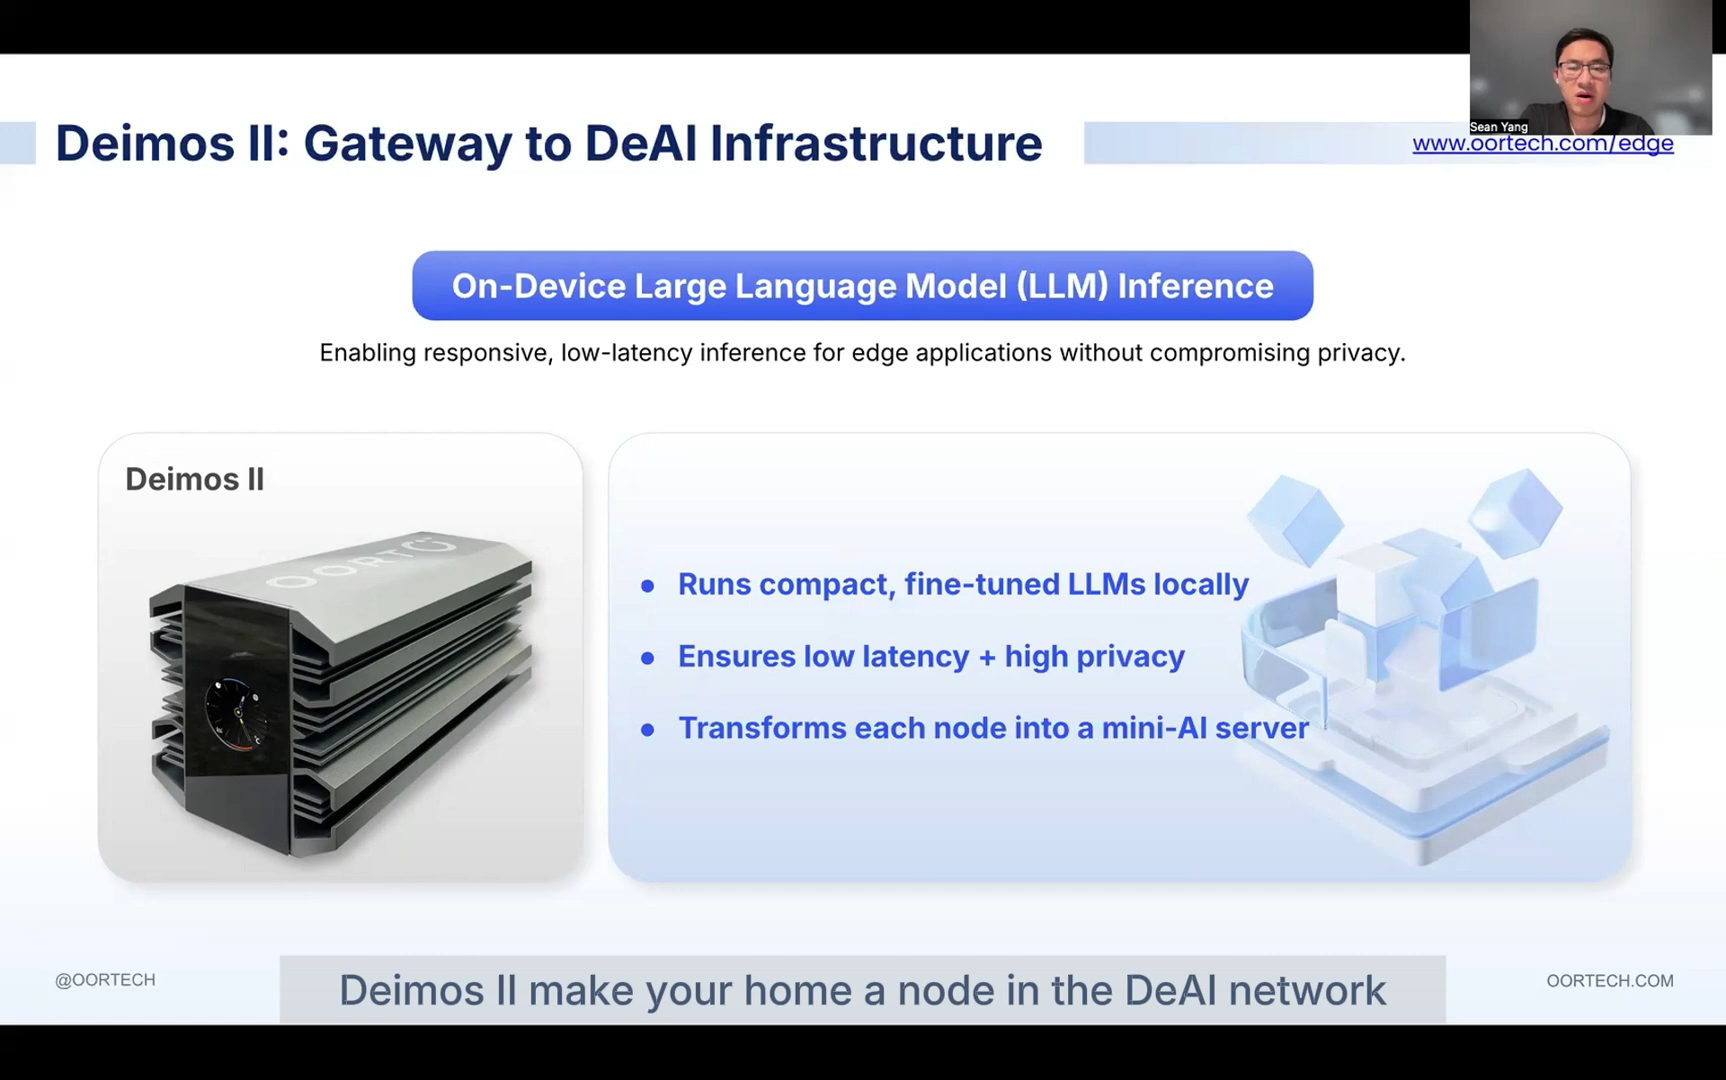 Sean Yang
Deimos II: Gateway to DeAI Infrastructure
www.oortech.com/edge
On-Device Large Language Model (LLM) Inference
Enabling responsive, low-latency inference for edge applications without compromising privacy.
Deimos II
OORT
• Runs compact, fine-tuned LLMs locally
• Ensures low latency + high privacy
• Transforms each node into a mini-AI server
@OORTECH
Deimos II make your home a node in the DeAI network
OORTECH.COM